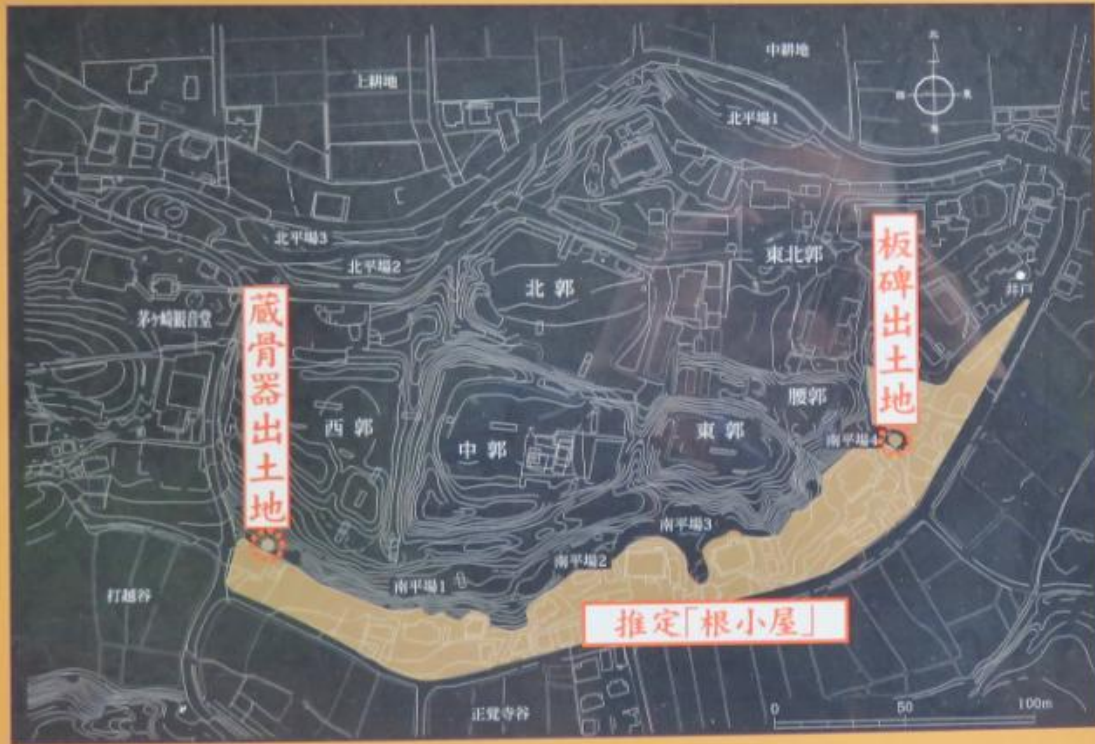 上耕地
中耕地
北
西
東
南
北平場1
北平場3
北平場2
茅ヶ崎観音堂
北郭
東北郭
井戸
蔵骨器出土地
板碑出土地
西郭
中郭
東郭
腰郭
南平場4
南平場3
南平場2
南平場1
打越谷
推定「根小屋」
正覚寺谷
0 50 100m